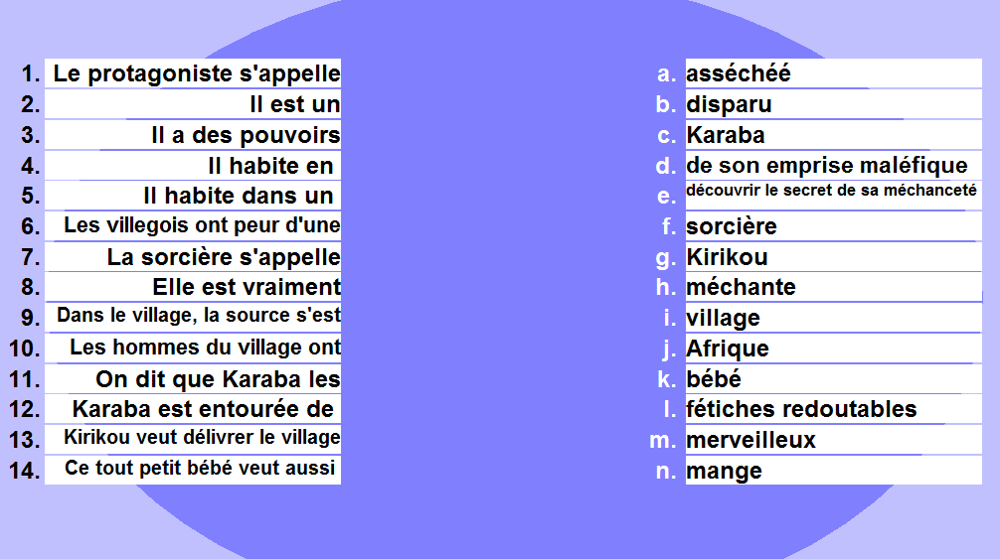 1. Le protagoniste s'appelle
2. Il est un
3. Il a des pouvoirs
4. Il habite en
5. Il habite dans un
6. Les villegois ont peur d'une
7. La sorcière s'appelle
8. Elle est vraiment
9. Dans le village, la source s'est
10. Les hommes du village ont
11. On dit que Karaba les
12. Karaba est entourée de
13. Kirikou veut délivrer le village
14. Ce tout petit bébé veut aussi
a. asséchéé
b. disparu
c. Karaba
d. de son emprise maléfique
e. découvrir le secret de sa méchanceté
f. sorcière
g. Kirikou
h. méchante
i. village
j. Afrique
k. bébé
l. fétiches redoutables
m. merveilleux
n. mange